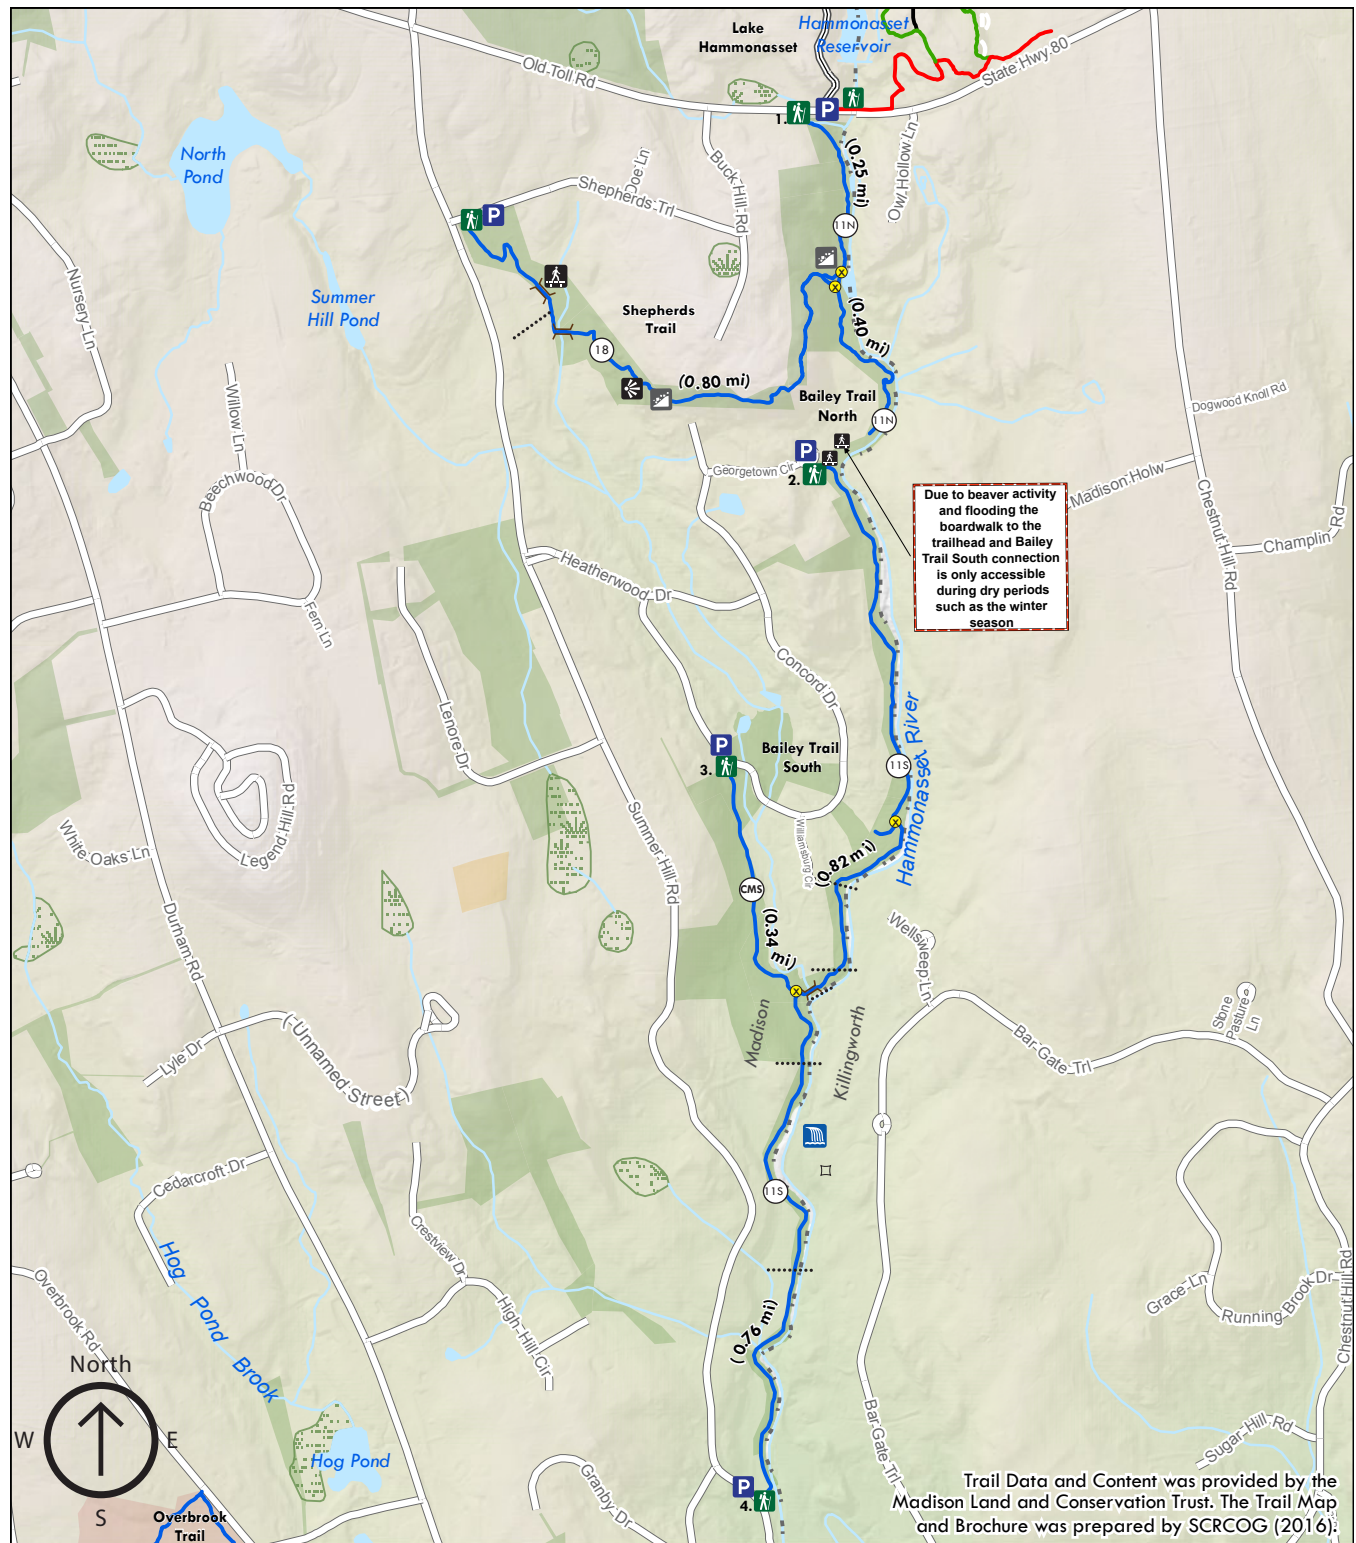 Lake
Hammonasset
Hammonasset
Reservoir
Old Toll Rd
State Hwy 80
1.
P
(0.25 mi)
Owl Hollow Ln
Buck Hill Rd
Doe Ln
Shepherds Trl
P
North
Pond
11N
Nursery Ln
Summer
Hill Pond
Shepherds
Trail
X
X
(0.40 mi)
18
(0.80 mi)
Bailey Trail
North
11N
Dogwood Knoll Rd
Willow Ln
P
2.
Georgetown Cir
Madison Holw
Beechwood Dr
Chestnut Hill Rd
Champlin Rd
Due to beaver activity
and flooding the
boardwalk to the
trailhead and Bailey
Trail South connection
is only accessible
during dry periods
such as the winter
season
Heatherwood Dr
Fern Ln
Concord Dr
Lenore Dr
Hammonasset River
P
3.
Bailey Trail
South
11S
Summer Hill Rd
Legend Hill Rd
White Oaks Ln
Williamsburg Cir
X
(0.82 mi)
CMS
(0.34 mi)
Durham Rd
Wellsweep Ln
X
Madison
Killingworth
Stone
Pasture
Ln
Bar Gate Trl
Lyle Dr
(Unnamed Street)
Cedarcroft Dr
11S
Crestview Dr
Hog Pond Brook
Overbrook Rd
High Hill Cir
(0.76 mi)
Grace Ln
Running Brook Dr
Chestnut Hill Rd
North
W
E
S
Hog Pond
Bar Gate Trl
Sugar Hill Rd
Granby Dr
P
4.
Overbrook
Trail
Trail Data and Content was provided by the
Madison Land and Conservation Trust. The Trail Map
and Brochure was prepared by SCRCOG (2016).